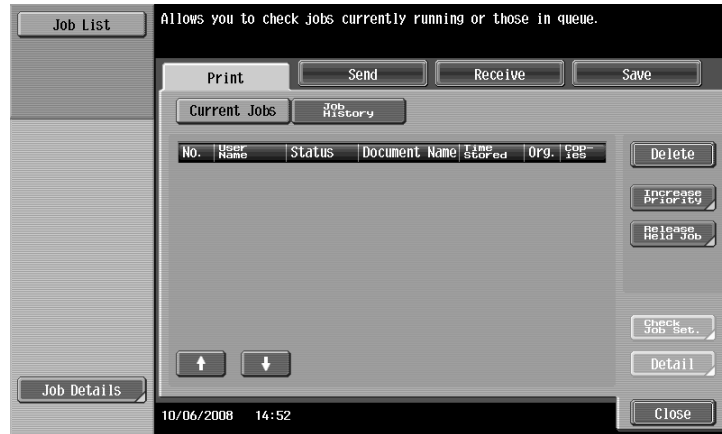 Job List
Allows you to check jobs currently running or those in queue.
Print
Send
Receive
Save
Current Jobs
Job
History
No.
User
Name
Status
Document Name
Time
stored
Org.
Cop-
ies
Delete
Increase
Priority
Release
Held Job
Check
Job Set.
Detail
Job Details
10/06/2008 14:52
Close